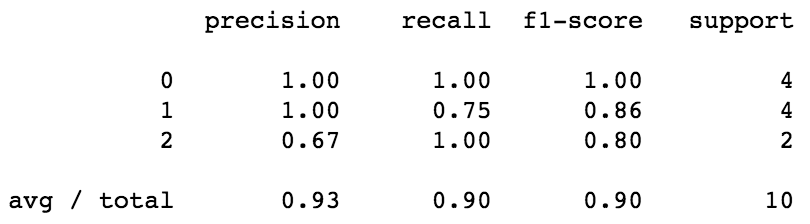 precision recall f1-score support
0 1.00 1.00 1.00 4
1 1.00 0.75 0.86 4
2 0.67 1.00 0.80 2
avg / total 0.93 0.90 0.90 10